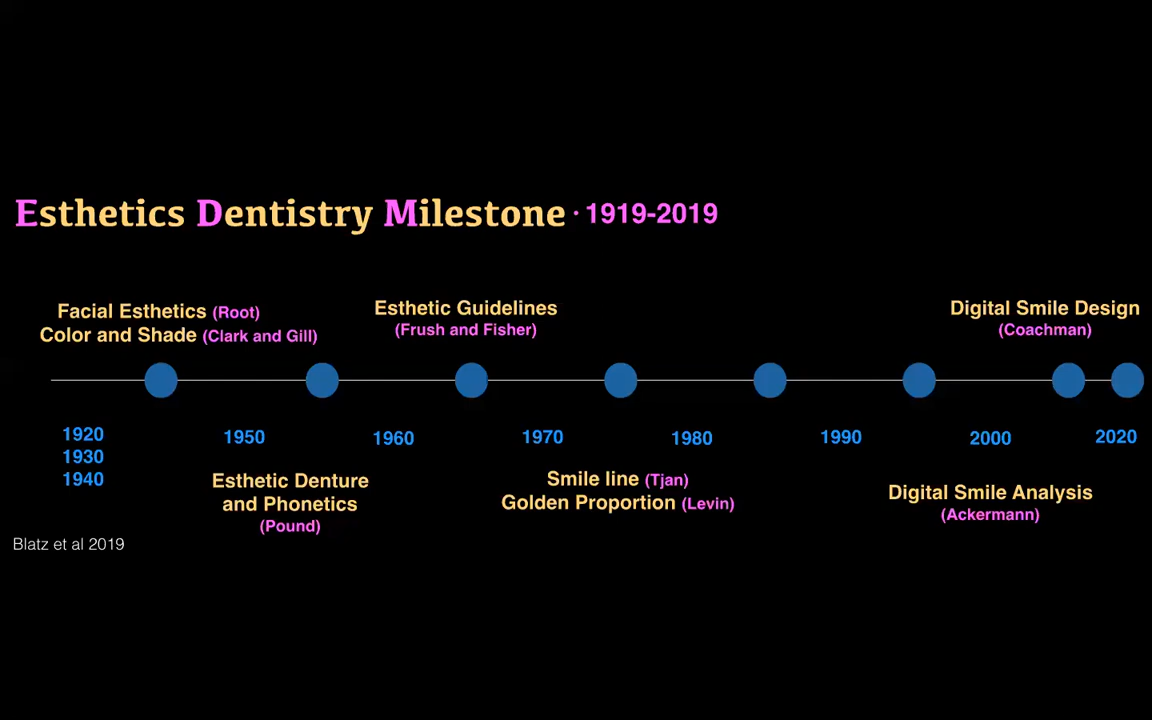 Esthetics Dentistry Milestone · 1919-2019
Facial Esthetics (Root)
Color and Shade (Clark and Gill)
Esthetic Guidelines
(Frush and Fisher)
Digital Smile Design
(Coachman)
1920
1930
1940
1950
1960
1970
1980
1990
2000
2020
Esthetic Denture
and Phonetics
(Pound)
Smile line (Tjan)
Golden Proportion (Levin)
Digital Smile Analysis
(Ackermann)
Blatz et al 2019